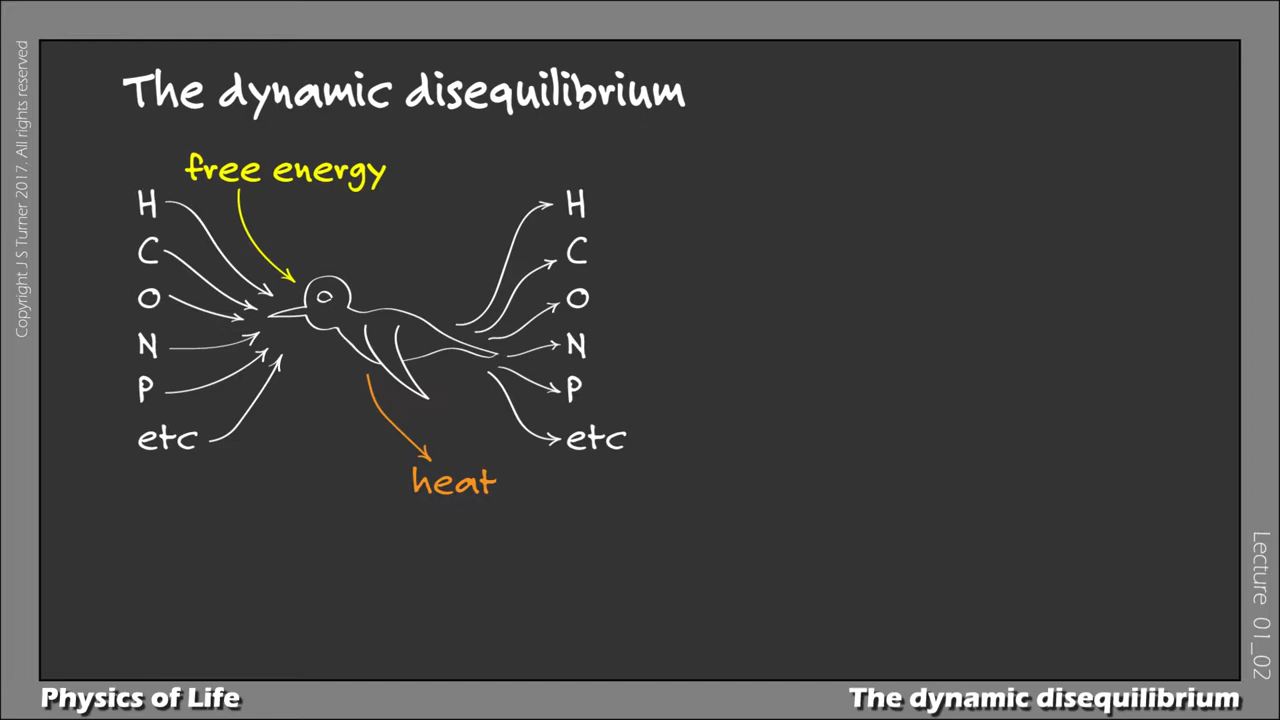 The dynamic disequilibrium
free energy
H
C
O
N
P
etc
H
C
O
N
P
etc
heat
Copyright J S Turner 2017. All rights reserved
Lecture 01_02
Physics of Life
The dynamic disequilibrium